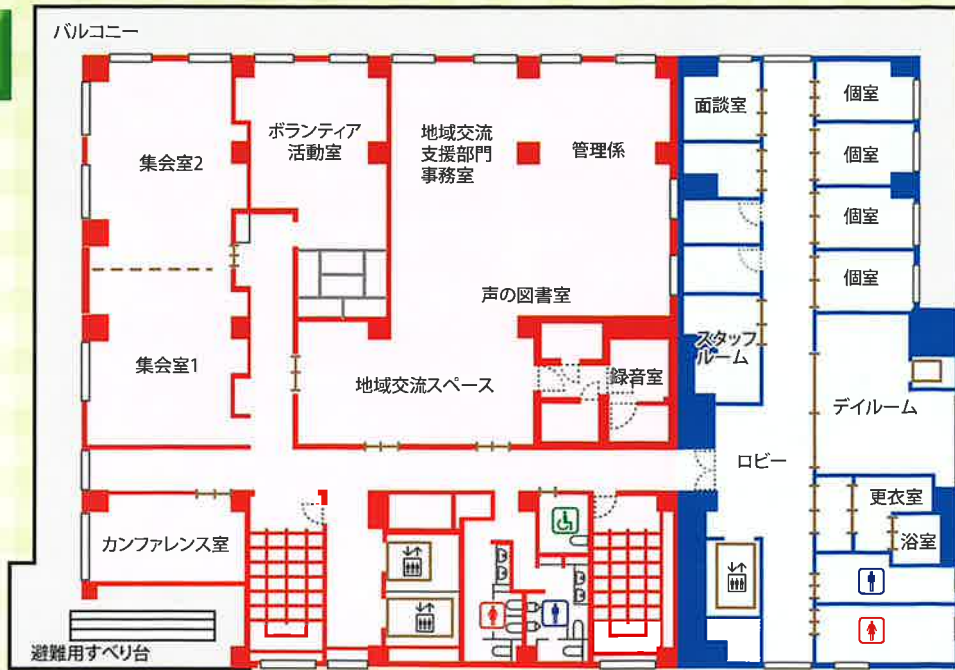 バルコニー
集会室2
ボランティア
活動室
地域交流
支援部門
事務室
管理係
面談室
個室
個室
個室
個室
声の図書室
スタッフ
ルーム
集会室1
地域交流スペース
録音室
デイルーム
ロビー
更衣室
カンファレンス室
浴室
避難用すべり台